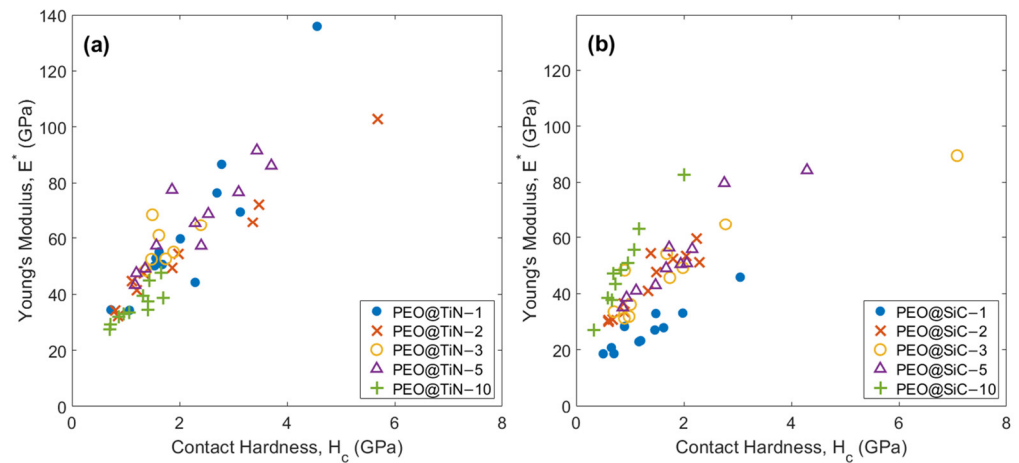 (a)
Young's Modulus, E* (GPa)
140
120
100
80
60
40
20
0
0 2 4 6 8
Contact Hardness, Hc (GPa)
PEO@TiN−1
PEO@TiN−2
PEO@TiN−3
PEO@TiN−5
PEO@TiN−10
(b)
Young's Modulus, E* (GPa)
120
100
80
60
40
20
0
0 2 4 6 8
Contact Hardness, Hc (GPa)
PEO@SiC−1
PEO@SiC−2
PEO@SiC−3
PEO@SiC−5
PEO@SiC−10